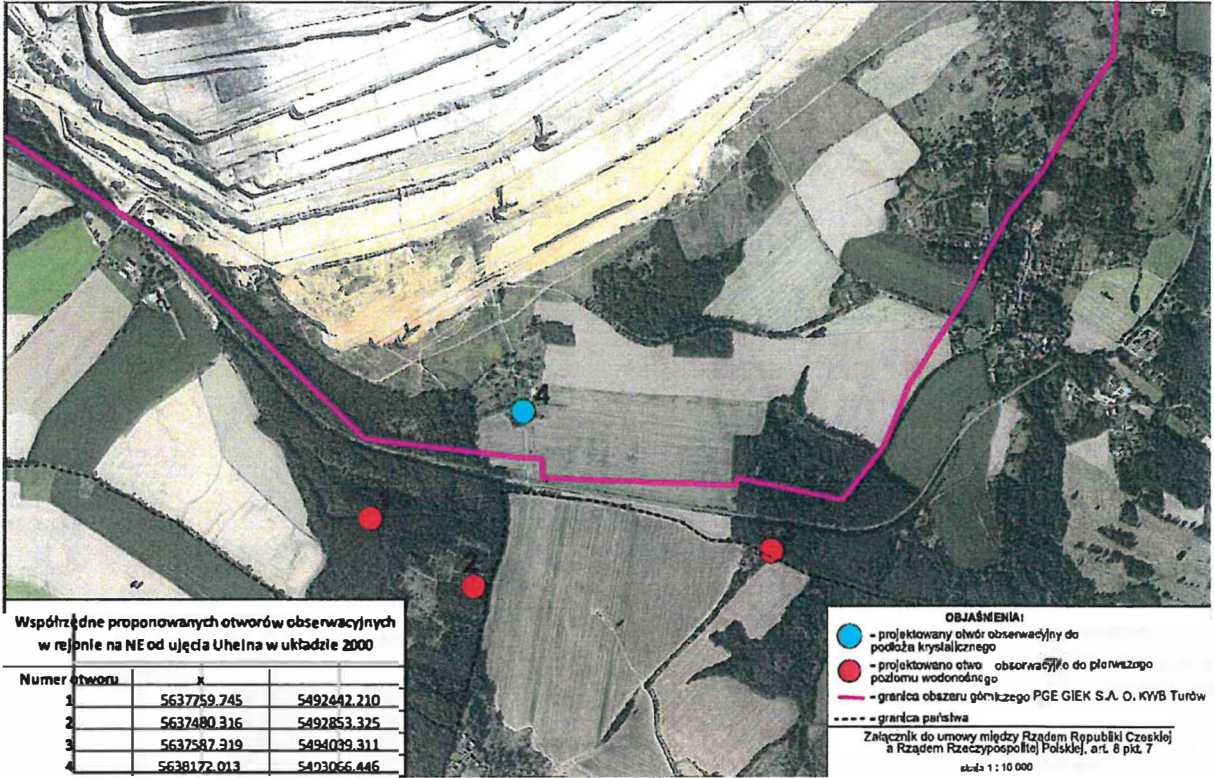 4
2
Współrzędne proponowanych otworów obserwacyjnych
w rejonie na NE od ujęcia Uhelna w układzie 2000
Numer otworu x
1 5637759.745 5492442.210
2 5637480.316 5492853.325
3 5637587.319 5494039.311
4 5638172.013 5493066.446
OBJAŚNIENIA:
- projektowany otwór obserwacyjny do
podłoża krystalicznego
- projektowano otwo obserwacyjne do pierwszego
poziomu wodonośnego
- granica obszaru górniczego PGE GIEK S.A. O. KWB Turów
- granica państwa
Załącznik do umowy między Rządem Republiki Czeskiej
a Rządem Rzeczypospolitej Polskiej, art. 8 pkt. 7
skala 1 : 10 000